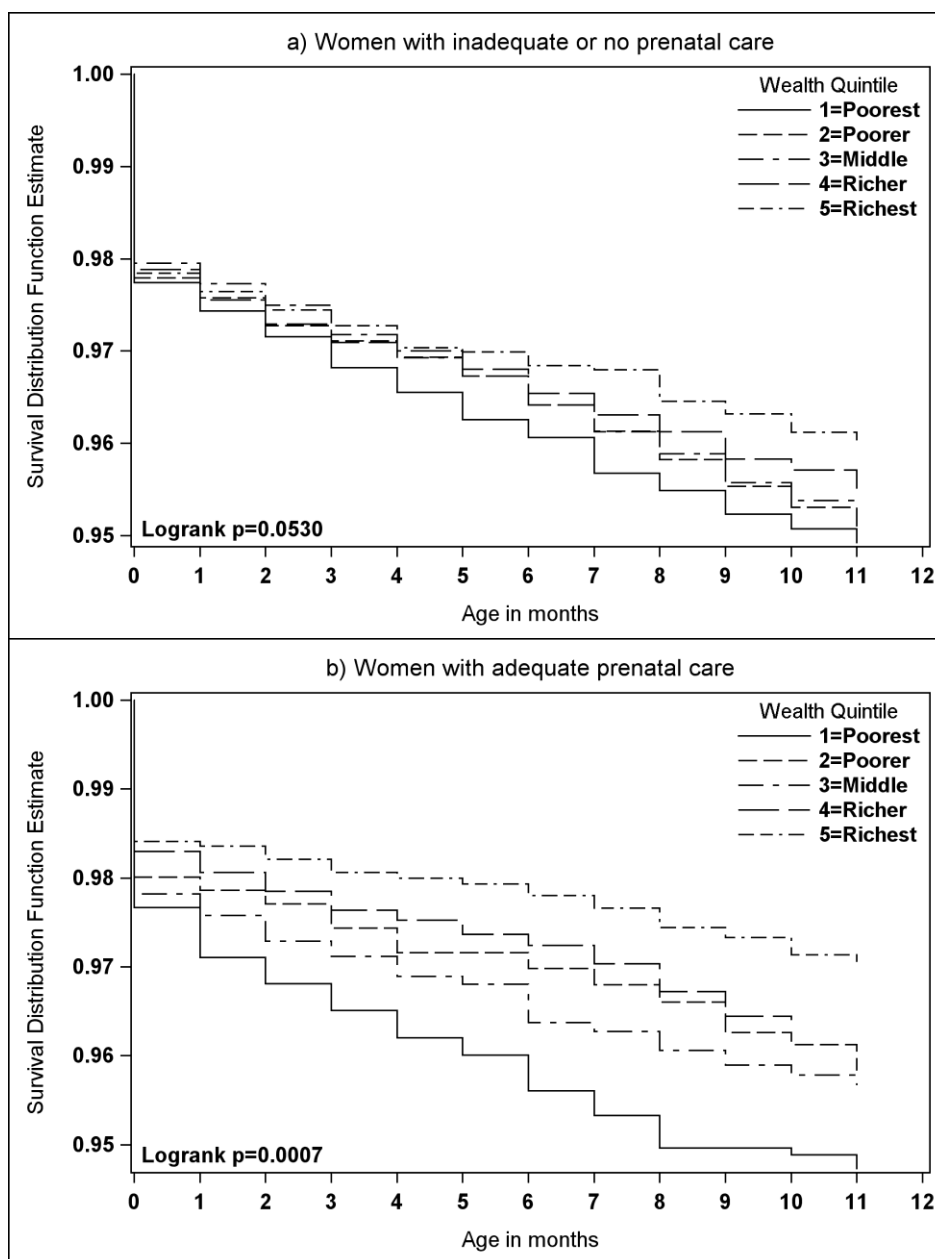 a) Women with inadequate or no prenatal care
Survival Distribution Function Estimate
1.00
0.99
0.98
0.97
0.96
0.95
Wealth Quintile
1=Poorest
2=Poorer
3=Middle
4=Richer
5=Richest
Logrank p=0.0530
0 1 2 3 4 5 6 7 8 9 10 11 12
Age in months
b) Women with adequate prenatal care
Survival Distribution Function Estimate
1.00
0.99
0.98
0.97
0.96
0.95
Wealth Quintile
1=Poorest
2=Poorer
3=Middle
4=Richer
5=Richest
Logrank p=0.0007
0 1 2 3 4 5 6 7 8 9 10 11 12
Age in months